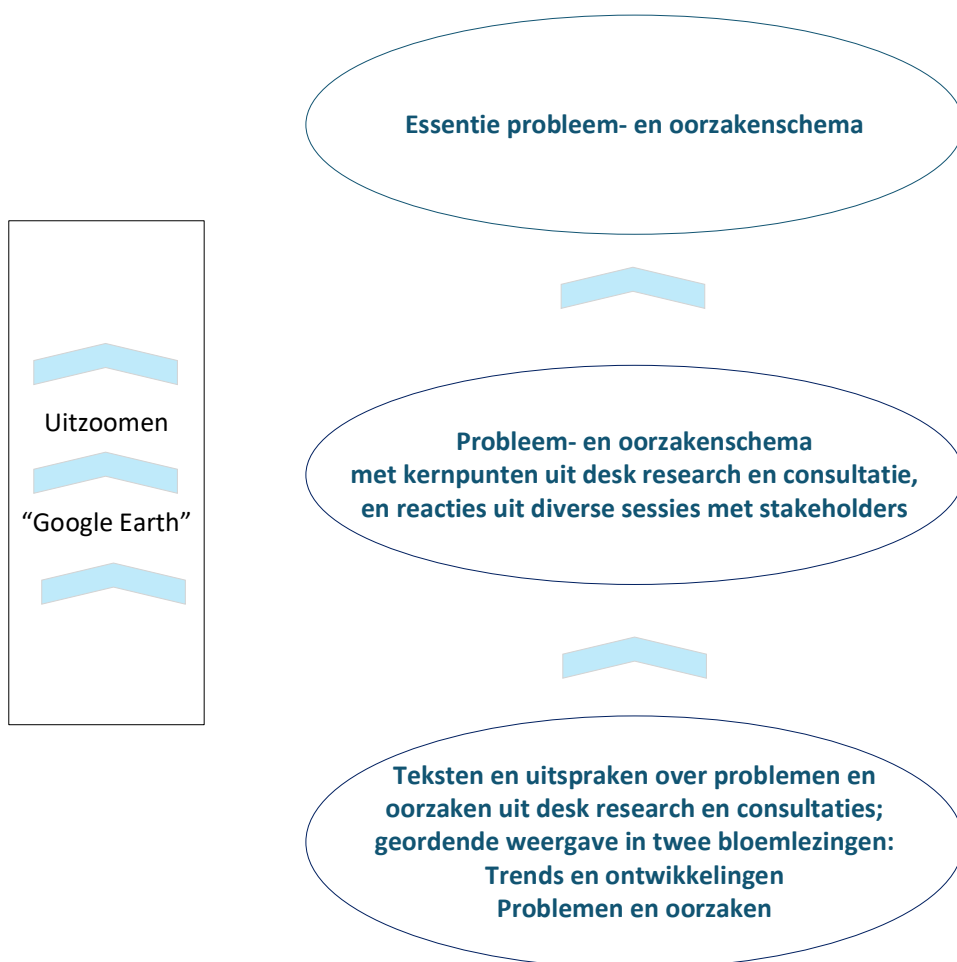 Essentie probleem- en oorzakenschema
Uitzoomen
“Google Earth”
Probleem- en oorzakenschema
met kernpunten uit desk research en consultatie,
en reacties uit diverse sessies met stakeholders
Teksten en uitspraken over problemen en
oorzaken uit desk research en consultaties;
geordende weergave in twee bloemlezingen:
Trends en ontwikkelingen
Problemen en oorzaken